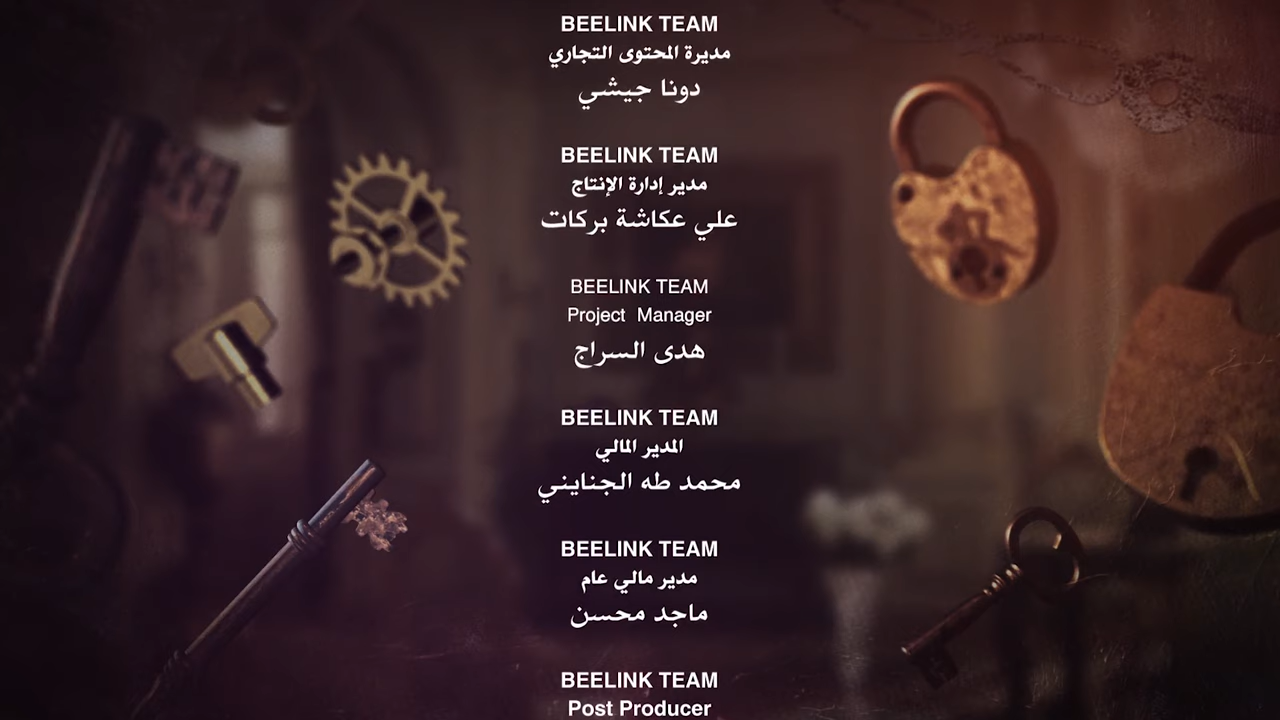 BEELINK TEAM
مديرة المحتوى التجاري
دونا جيشي
BEELINK TEAM
مدير إدارة الإنتاج
علي عكاشة بركات
BEELINK TEAM
Project Manager
هدى السراج
BEELINK TEAM
المدير المالي
محمد طه الجنايني
BEELINK TEAM
مدير مالي عام
ماجد محسن
BEELINK TEAM
Post Producer